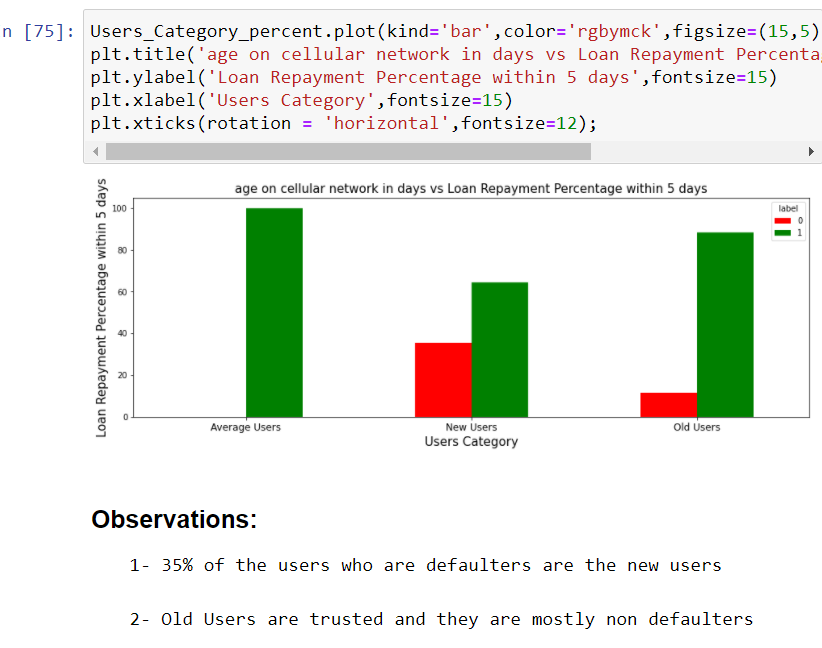 n [75]: Users_Category_percent.plot(kind='bar',color='rgbymck',figsize=(15,5)
plt.title('age on cellular network in days vs Loan Repayment Percenta
plt.ylabel('Loan Repayment Percentage within 5 days',fontsize=15)
plt.xlabel('Users Category',fontsize=15)
plt.xticks(rotation = 'horizontal',fontsize=12);
age on cellular network in days vs Loan Repayment Percentage within 5 days
Loan Repayment Percentage within 5 days
100
80
60
40
20
0
label
0
1
Average Users
New Users
Old Users
Users Category
Observations:
1- 35% of the users who are defaulters are the new users
2- Old Users are trusted and they are mostly non defaulters